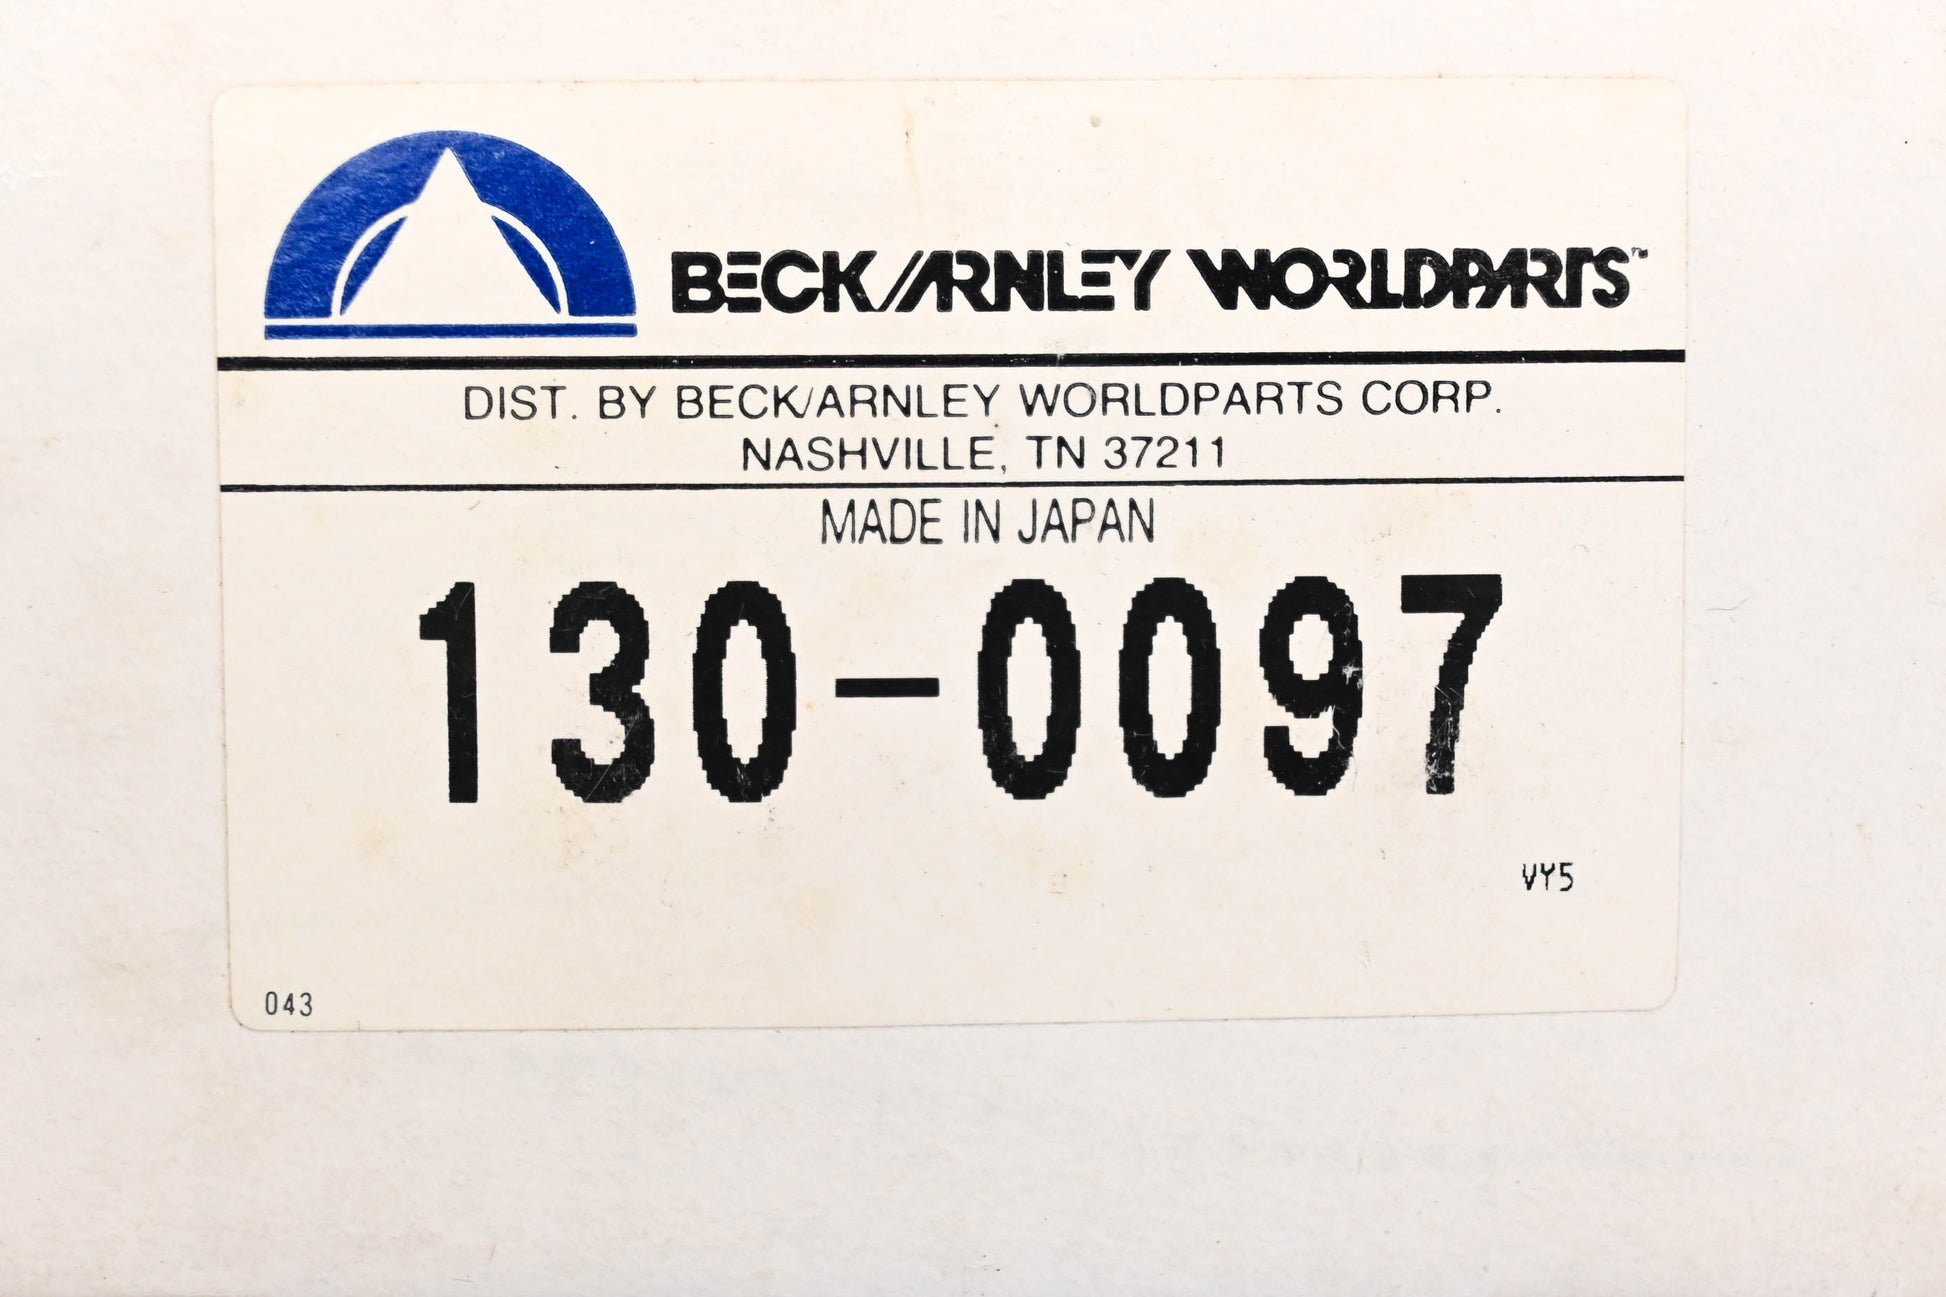 BECK/ARNLEY WORLDPARTS™
DIST. BY BECK/ARNLEY WORLDPARTS CORP.
NASHVILLE, TN 37211
MADE IN JAPAN
130-0097
VY5
043